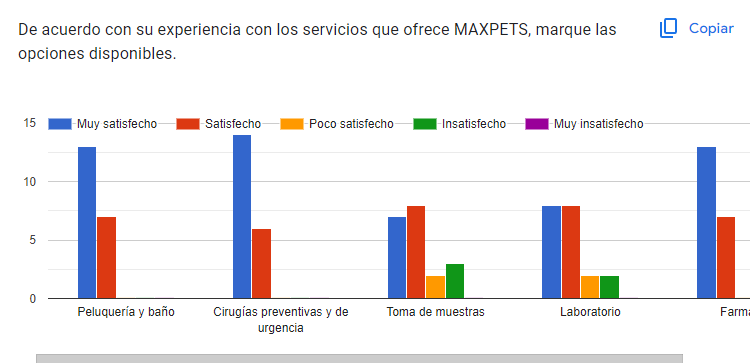 De acuerdo con su experiencia con los servicios que ofrece MAXPETS, marque las
opciones disponibles.
Copiar
15
Muy satisfecho Satisfecho Poco satisfecho Insatisfecho Muy insatisfecho
10
5
0
Peluquería y baño Cirugías preventivas y de Toma de muestras Laboratorio Farma
urgencia